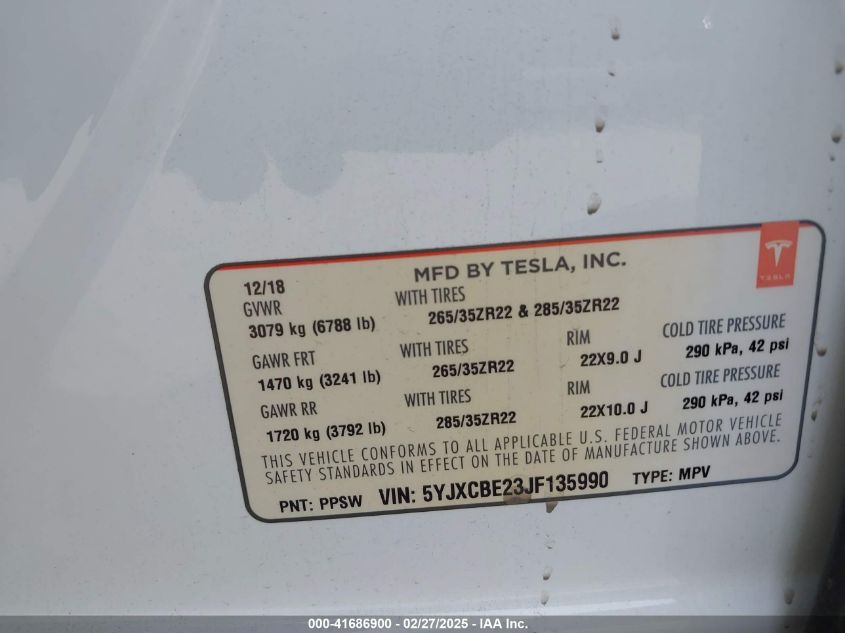 MFD BY TESLA, INC.
TESLA
12/18
GVWR WITH TIRES
3079 kg (6788 lb) 265/35ZR22 & 285/35ZR22
GAWR FRT WITH TIRES RIM COLD TIRE PRESSURE
1470 kg (3241 lb) 265/35ZR22 22X9.0 J 290 kPa, 42 psi
GAWR RR WITH TIRES RIM COLD TIRE PRESSURE
1720 kg (3792 lb) 285/35ZR22 22X10.0 J 290 kPa, 42 psi
THIS VEHICLE CONFORMS TO ALL APPLICABLE U.S. FEDERAL MOTOR VEHICLE
SAFETY STANDARDS IN EFFECT ON THE DATE OF MANUFACTURE SHOWN ABOVE.
PNT: PPSW VIN: 5YJXCBE23JF135990 TYPE: MPV
000-41686900 - 02/27/2025 - IAA Inc.